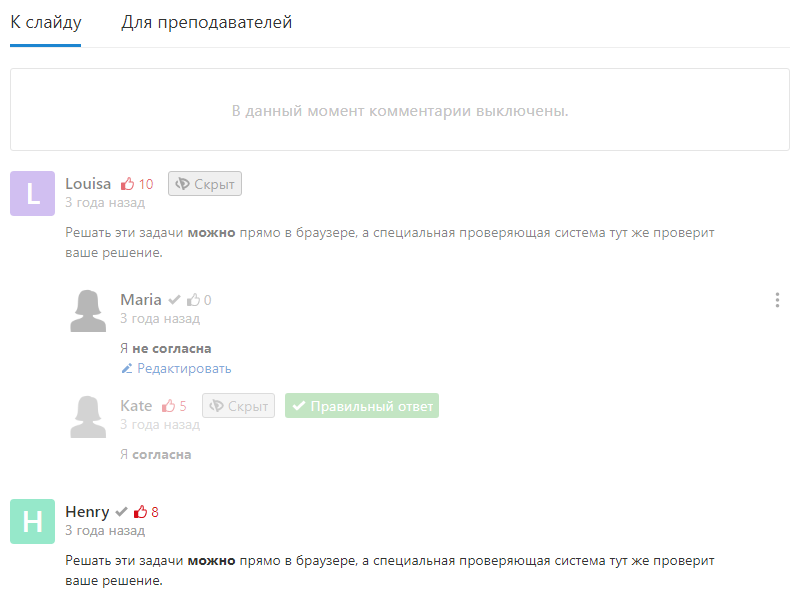 К слайду Для преподавателей
В данный момент комментарии выключены.
L Louisa 10 Скрыт
3 года назад
Решать эти задачи можно прямо в браузере, а специальная проверяющая система тут же проверит
ваше решение.
Maria 0
3 года назад
Я не согласна
Редактировать
Kate 5 Скрыт Правильный ответ
3 года назад
Я согласна
H Henry 8
3 года назад
Решать эти задачи можно прямо в браузере, а специальная проверяющая система тут же проверит
ваше решение.